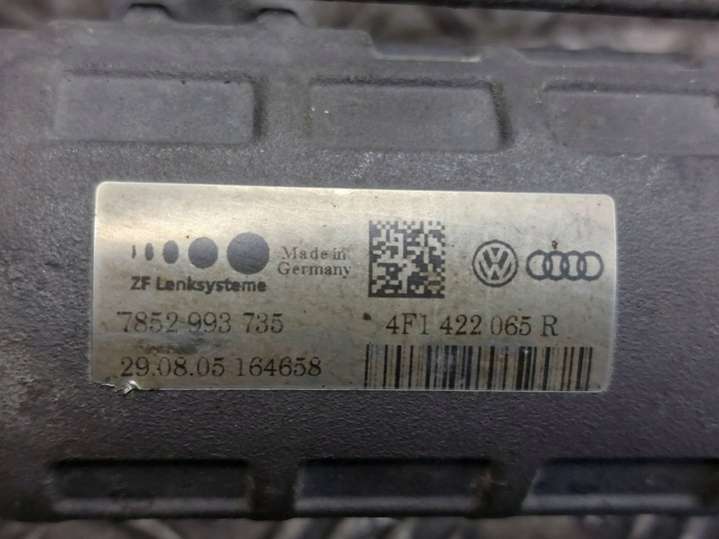 Made in
Germany
ZF Lenksysteme
7852 993 735
4F1 422 065 R
29.08.05 164658